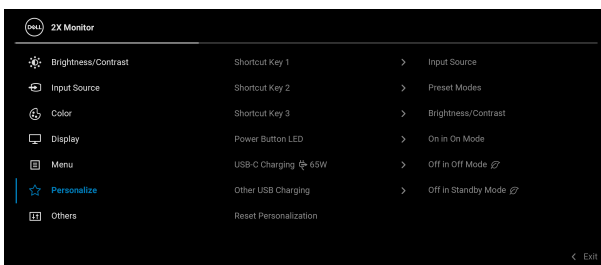 DELL 2X Monitor
Brightness/Contrast Shortcut Key 1 > Input Source
Input Source Shortcut Key 2 > Preset Modes
Color Shortcut Key 3 > Brightness/Contrast
Display Power Button LED > On in On Mode
Menu USB-C Charging 65W > Off in Off Mode
Personalize Other USB Charging > Off in Standby Mode
Others Reset Personalization
< Exit